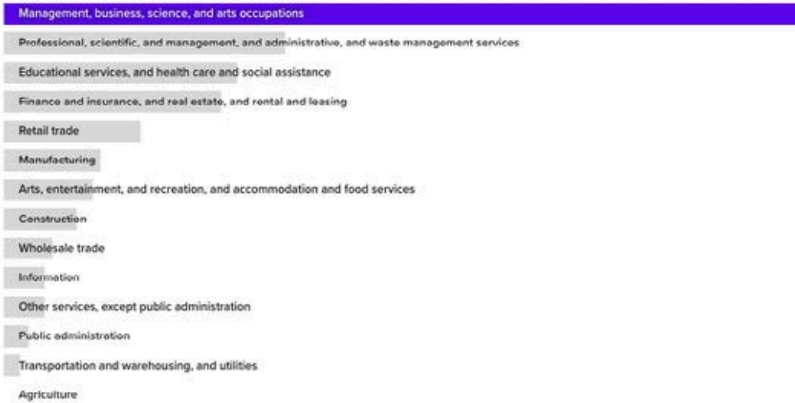 Management, business, science, and arts occupations
Professional, scientific, and management, and administrative, and waste management services
Educational services, and health care and social assistance
Finance and insurance, and real estate, and rental and leasing
Retail trade
Manufacturing
Arts, entertainment, and recreation, and accommodation and food services
Construction
Wholesale trade
Information
Other services, except public administration
Public administration
Transportation and warehousing, and utilities
Agriculture